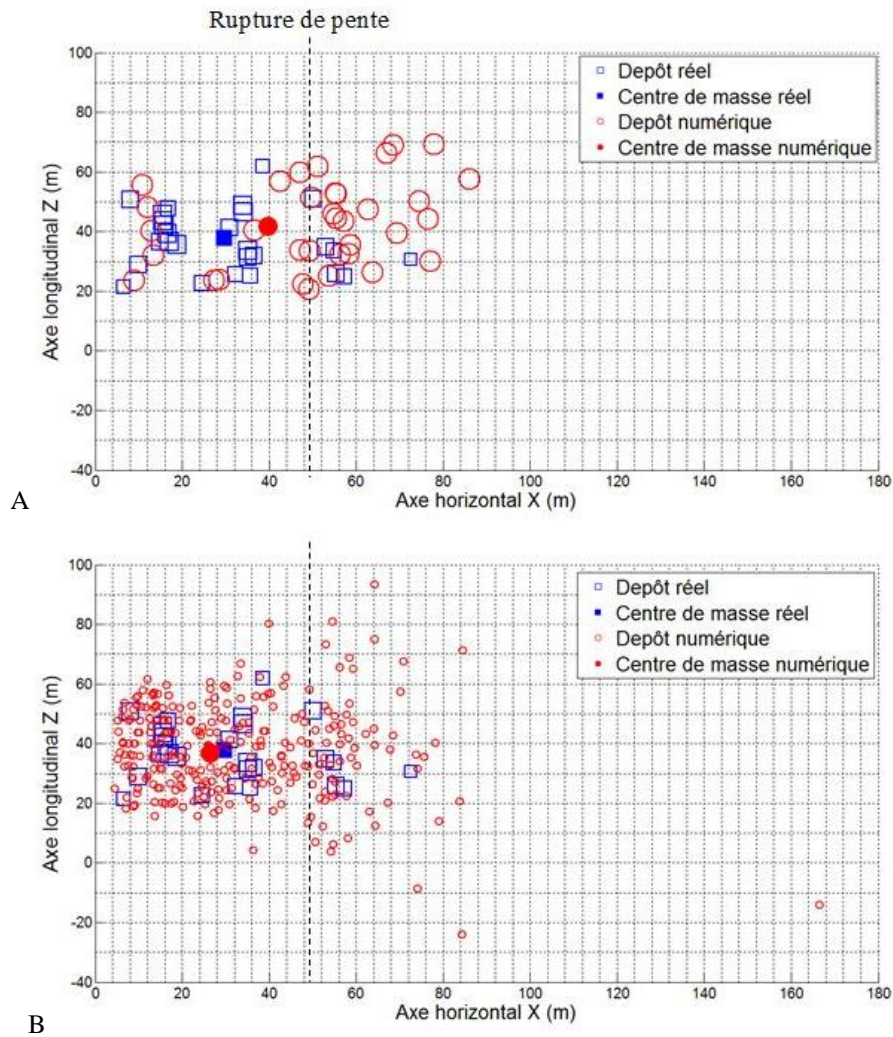 Rupture de pente
100
80
60
40
20
0
-20
-40
Axe longitudinal Z (m)
Depôt réel
Centre de masse réel
Depôt numérique
Centre de masse numérique
0 20 40 60 80 100 120 140 160 180
Axe horizontal X (m)
A
100
80
60
40
20
0
-20
-40
Axe longitudinal Z (m)
Depôt réel
Centre de masse réel
Depôt numérique
Centre de masse numérique
0 20 40 60 80 100 120 140 160 180
Axe horizontal X (m)
B